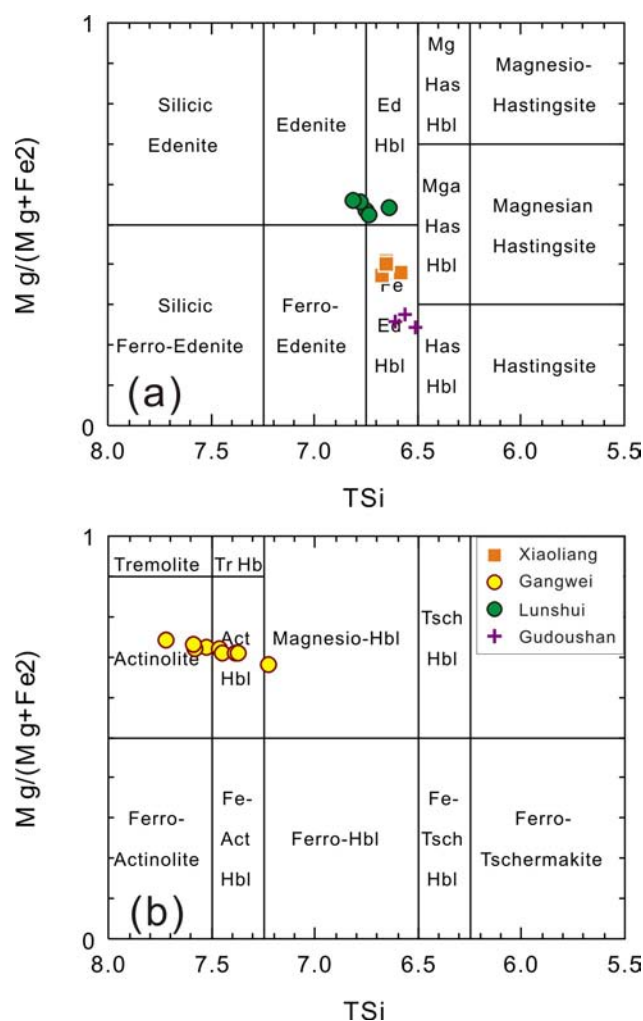 1
Silicic
Edenite
Edenite
Ed
Hbl
Mg
Has
Hbl
Magnesio-
Hastingsite
Mga
Has
Hbl
Magnesian
Hastingsite
Silicic
Ferro-Edenite
Ferro-
Edenite
Fe
Ed
Hbl
Has
Hbl
Hastingsite
Mg/(Mg+Fe2)
(a)
0
8.0 7.5 7.0 6.5 6.0 5.5
TSi
1
Tremolite
Tr Hb
Actinolite
Act
Hbl
Magnesio-Hbl
Tsch
Hbl
Xiaoliang
Gangwei
Lunshui
Gudoushan
Ferro-
Actinolite
Fe-
Act
Hbl
Ferro-Hbl
Fe-
Tsch
Hbl
Ferro-
Tschermakite
Mg/(Mg+Fe2)
(b)
0
8.0 7.5 7.0 6.5 6.0 5.5
TSi